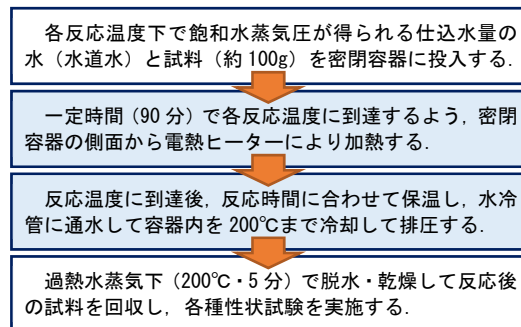 各反応温度下で飽和水蒸気圧が得られる仕込水量の
水（水道水）と試料（約 100g）を密閉容器に投入する.
一定時間（90 分）で各反応温度に到達するよう, 密閉
容器の側面から電熱ヒーターにより加熱する.
反応温度に到達後, 反応時間に合わせて保温し, 水冷
管に通水して容器内を 200℃まで冷却して排圧する.
過熱水蒸気下（200℃・5 分）で脱水・乾燥して反応後
の試料を回収し, 各種性状試験を実施する.